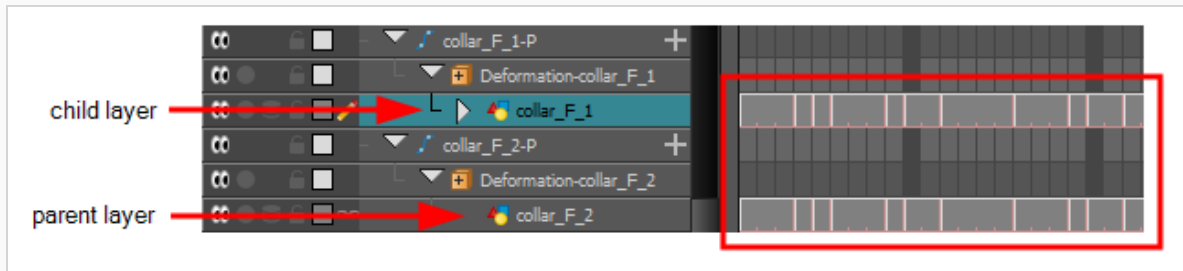 collar_F_1-P
Deformation-collar_F_1
child layer
collar_F_1
collar_F_2-P
Deformation-collar_F_2
parent layer
collar_F_2